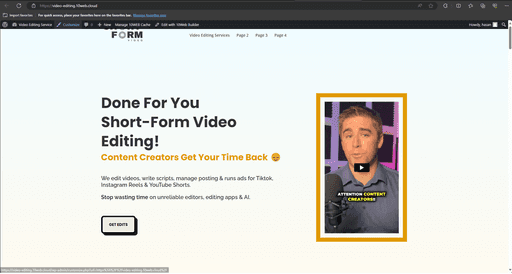 https://video-editing.10web.cloud
Import favorites
For quick access, place your favorites here on the favorites bar.
Manage favorites now
Video Editing Service
Customize
0
New
Manage 10WEB Cache
Edit with 10Web Builder
Howdy,
FORM
VIDEO
Video Editing Services
Page 2
Page 3
Page 4
Done For You
Short-Form Video
Editing!
Content Creators Get Your Time Back
We edit videos, write scripts, manage posting & runs ads for Tiktok,
Instagram Reels & YouTube Shorts.
Stop wasting time on unreliable editors, editing apps & AI.
GET EDITS
ATTENTION CONTENT
CREATORS!